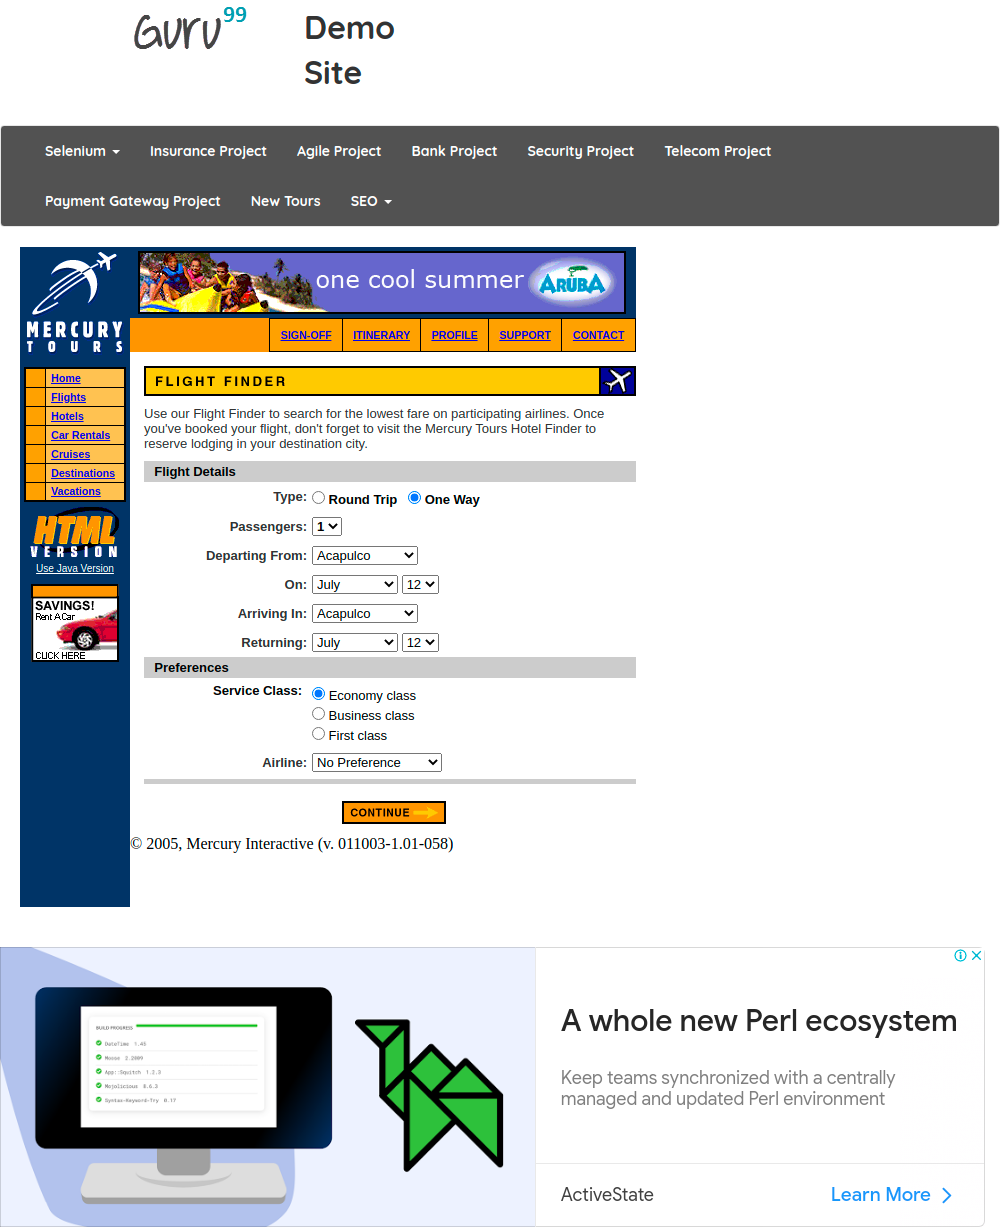 Guru99
Demo
Site
Selenium
Insurance Project
Agile Project
Bank Project
Security Project
Telecom Project
Payment Gateway Project
New Tours
SEO
MERCURY
TOURS
one cool summer
ARUBA
SIGN-OFF
ITINERARY
PROFILE
SUPPORT
CONTACT
Home
Flights
Hotels
Car Rentals
Cruises
Destinations
Vacations
HTML
VERSION
Use Java Version
SAVINGS!
Rent A Car
CLICK HERE
FLIGHT FINDER
Use our Flight Finder to search for the lowest fare on participating airlines. Once
you've booked your flight, don't forget to visit the Mercury Tours Hotel Finder to
reserve lodging in your destination city.
Flight Details
Type: Round Trip One Way
Passengers: 1
Departing From: Acapulco
On: July 12
Arriving In: Acapulco
Returning: July 12
Preferences
Service Class: Economy class
Business class
First class
Airline: No Preference
CONTINUE
© 2005, Mercury Interactive (v. 011003-1.01-058)
BUILD PROGRESS
DateTime 1.43
Moose 2.2009
App::Squitch 1.2.3
Mojolicious 8.6.3
Syntax-Keyword-Try 0.17
A whole new Perl ecosystem
Keep teams synchronized with a centrally
managed and updated Perl environment
ActiveState
Learn More